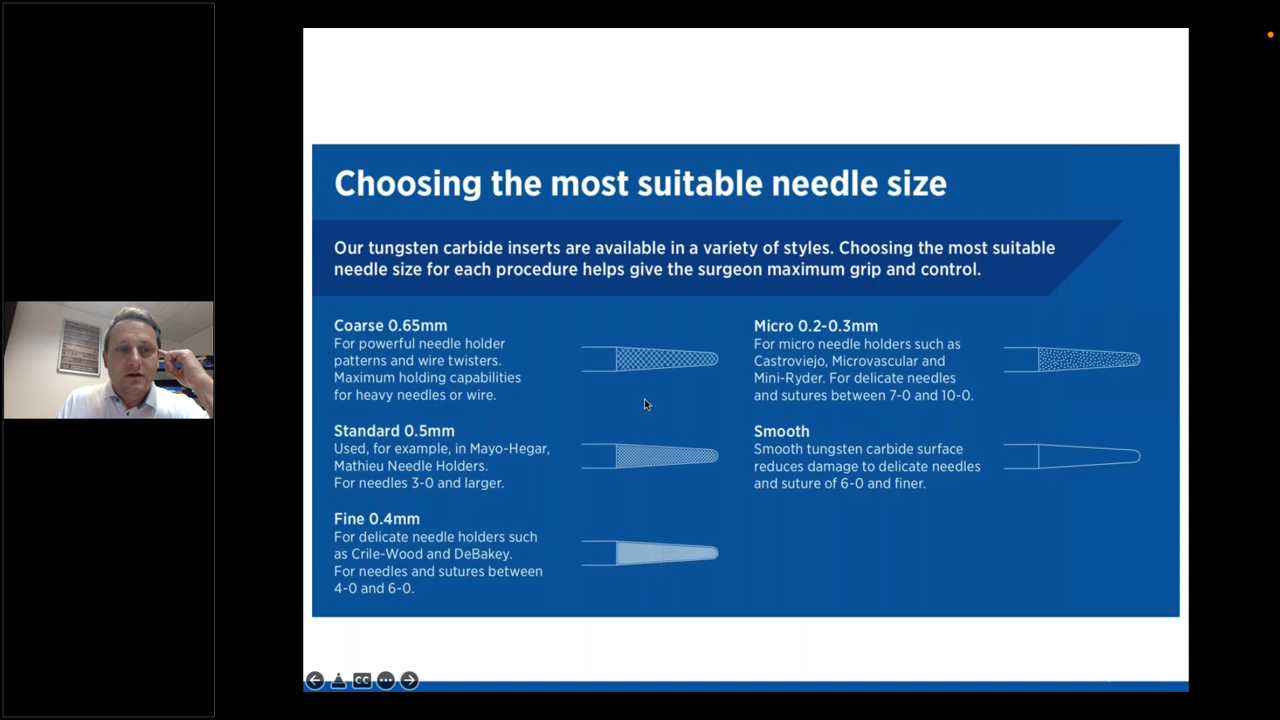 Choosing the most suitable needle size
Our tungsten carbide inserts are available in a variety of styles. Choosing the most suitable
needle size for each procedure helps give the surgeon maximum grip and control.
Coarse 0.65mm
For powerful needle holder
patterns and wire twisters.
Maximum holding capabilities
for heavy needles or wire.
Standard 0.5mm
Used, for example, in Mayo-Hegar,
Mathieu Needle Holders.
For needles 3-0 and larger.
Fine 0.4mm
For delicate needle holders such
as Crile-Wood and DeBakey.
For needles and sutures between
4-0 and 6-0.
Micro 0.2-0.3mm
For micro needle holders such as
Castroviejo, Microvascular and
Mini-Ryder. For delicate needles
and sutures between 7-0 and 10-0.
Smooth
Smooth tungsten carbide surface
reduces damage to delicate needles
and suture of 6-0 and finer.
CC